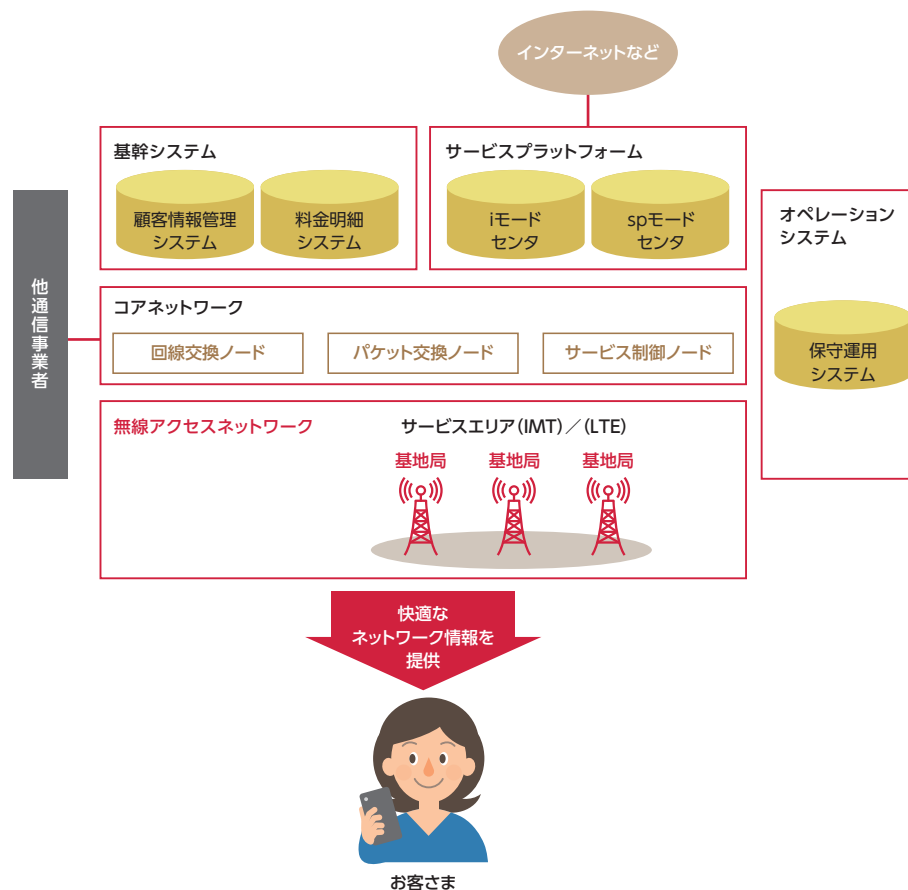 インターネットなど
基幹システム
顧客情報管理
システム
料金明細
システム
サービスプラットフォーム
iモード
センタ
spモード
センタ
オペレーション
システム
保守運用
システム
他通信事業者
コアネットワーク
回線交換ノード
パケット交換ノード
サービス制御ノード
無線アクセスネットワーク
サービスエリア(IMT)/(LTE)
基地局
基地局
基地局
快適な
ネットワーク情報を
提供
お客さま